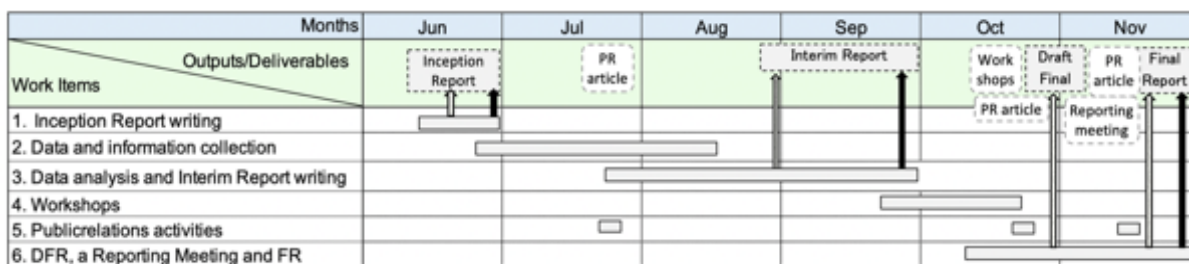 Months Jun Jul Aug Sep Oct Nov
Outputs/Deliverables
Work Items
Inception
Report
PR
article
Interim Report
Work
shops
Draft
Final
PR
article
Final
Report
PR article
Reporting
meeting
1. Inception Report writing
2. Data and information collection
3. Data analysis and Interim Report writing
4. Workshops
5. Publicrelations activities
6. DFR, a Reporting Meeting and FR